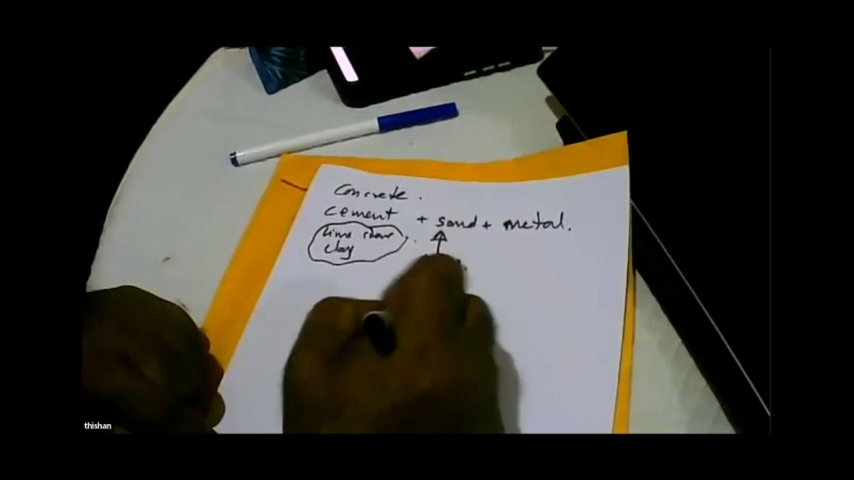 Concrete.
cement + sand + metal.
lime stone.
clay
thishan